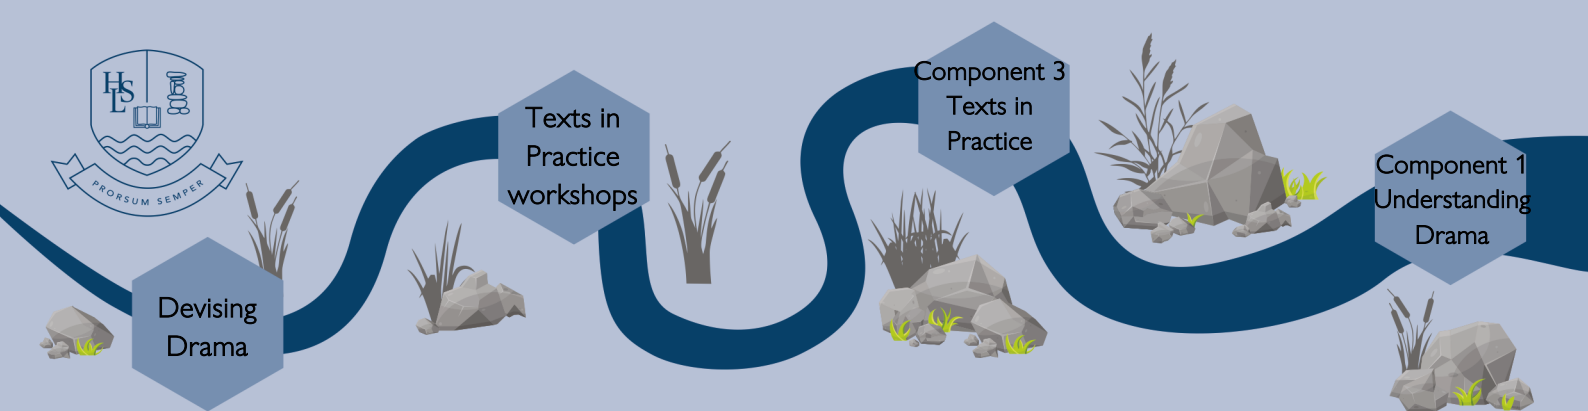 HLS
PRORSUM SEMPER
Devising
Drama
Texts in
Practice
workshops
Component 3
Texts in
Practice
Component 1
Understanding
Drama